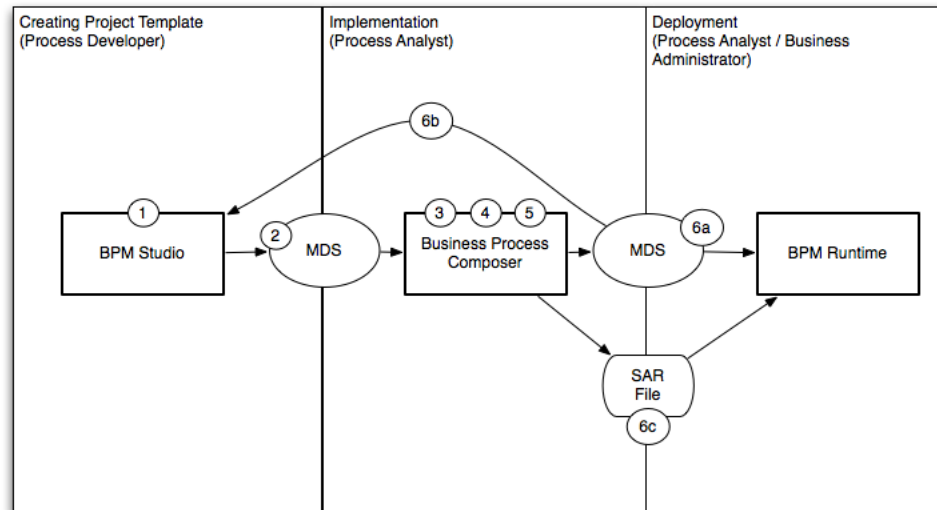 Creating Project Template
(Process Developer)
Implementation
(Process Analyst)
Deployment
(Process Analyst / Business
Administrator)
6b
1
BPM Studio
2
MDS
3
4
5
Business Process
Composer
MDS
6a
BPM Runtime
SAR
File
6c